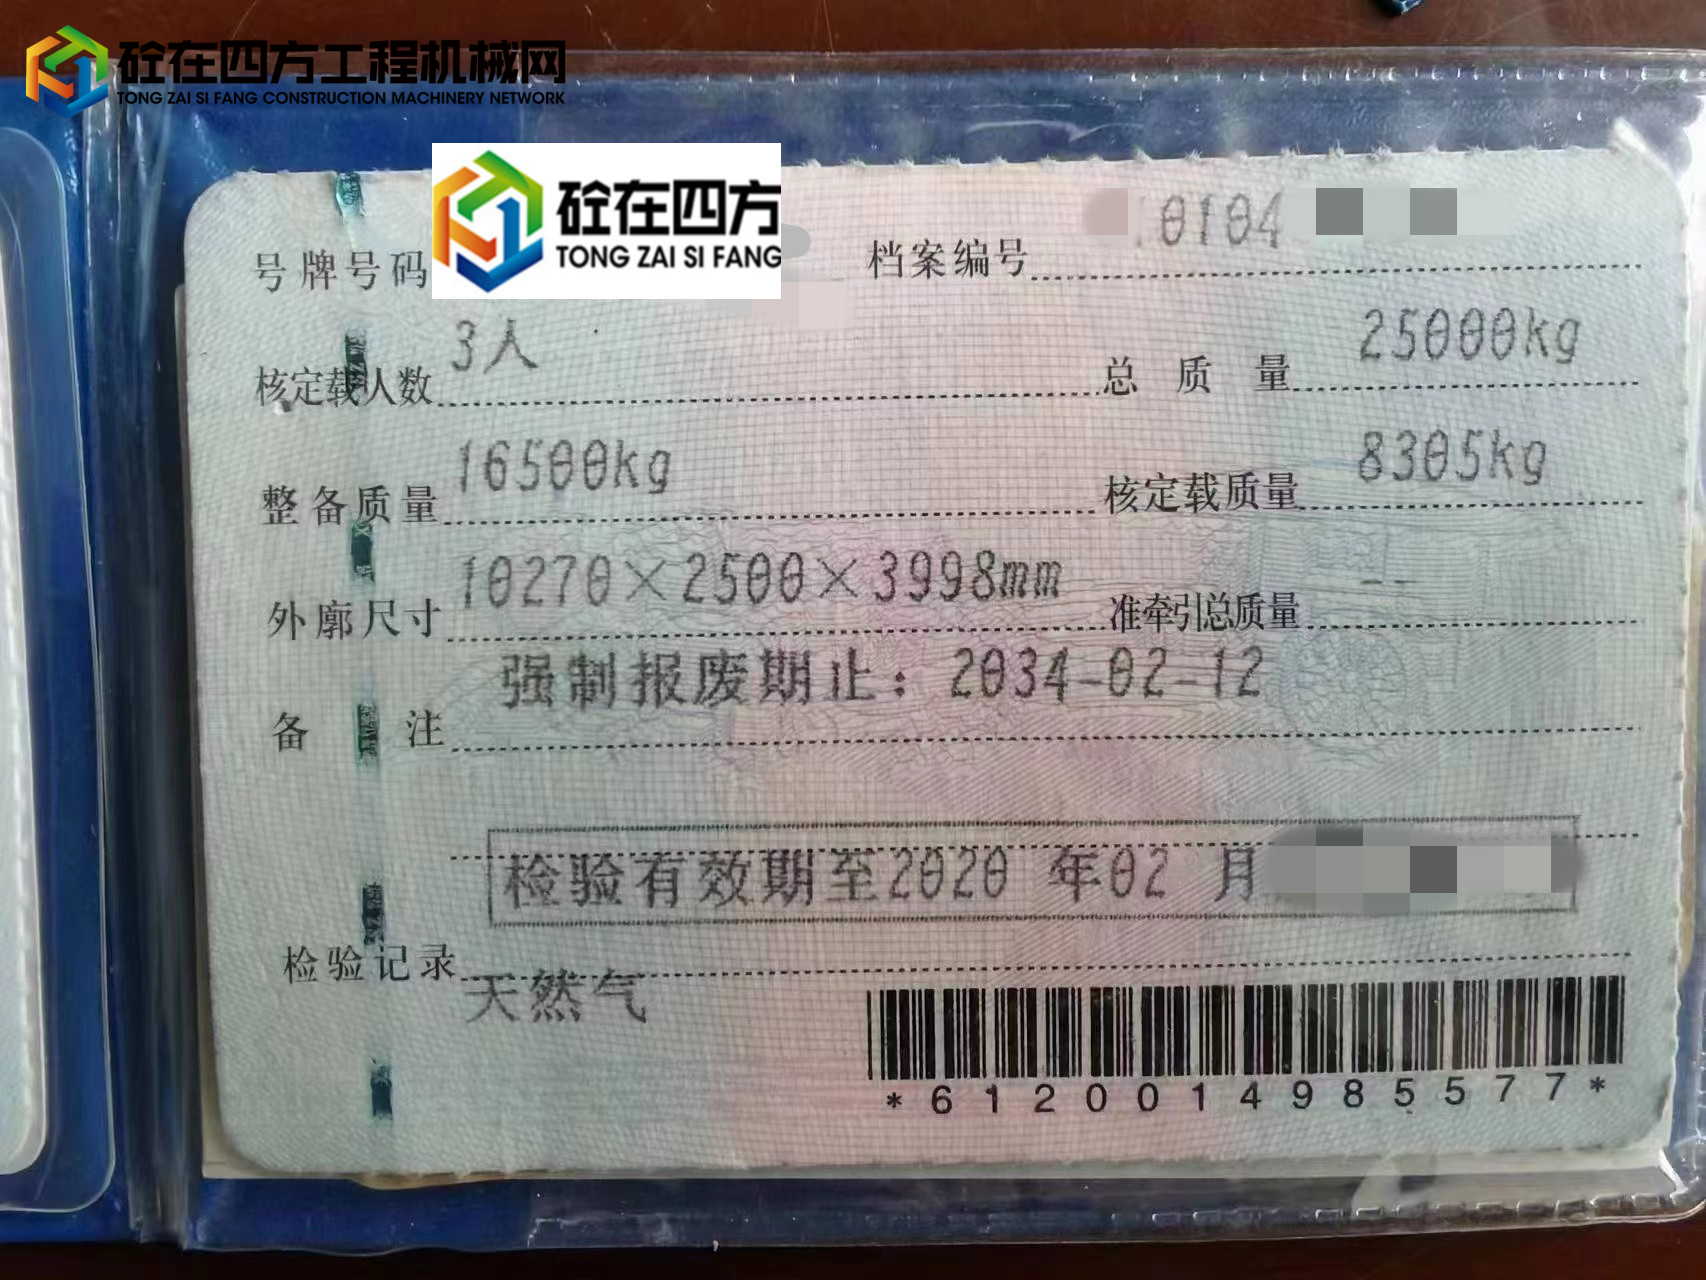 砼在四方工程机械网
TONG ZAI SI FANG CONSTRUCTION MACHINERY NETWORK
砼在四方
TONG ZAI SI FANG
号牌号码 档案编号 0104
核定载人数 3人 总质量 25000kg
整备质量 16500kg 核定载质量 8305kg
外廓尺寸 10270×2500×3998mm 准牵引总质量 --
备注 强制报废期止：2034-02-12
检验有效期至2020 年02 月
检验记录
天然气
*6120014985577*